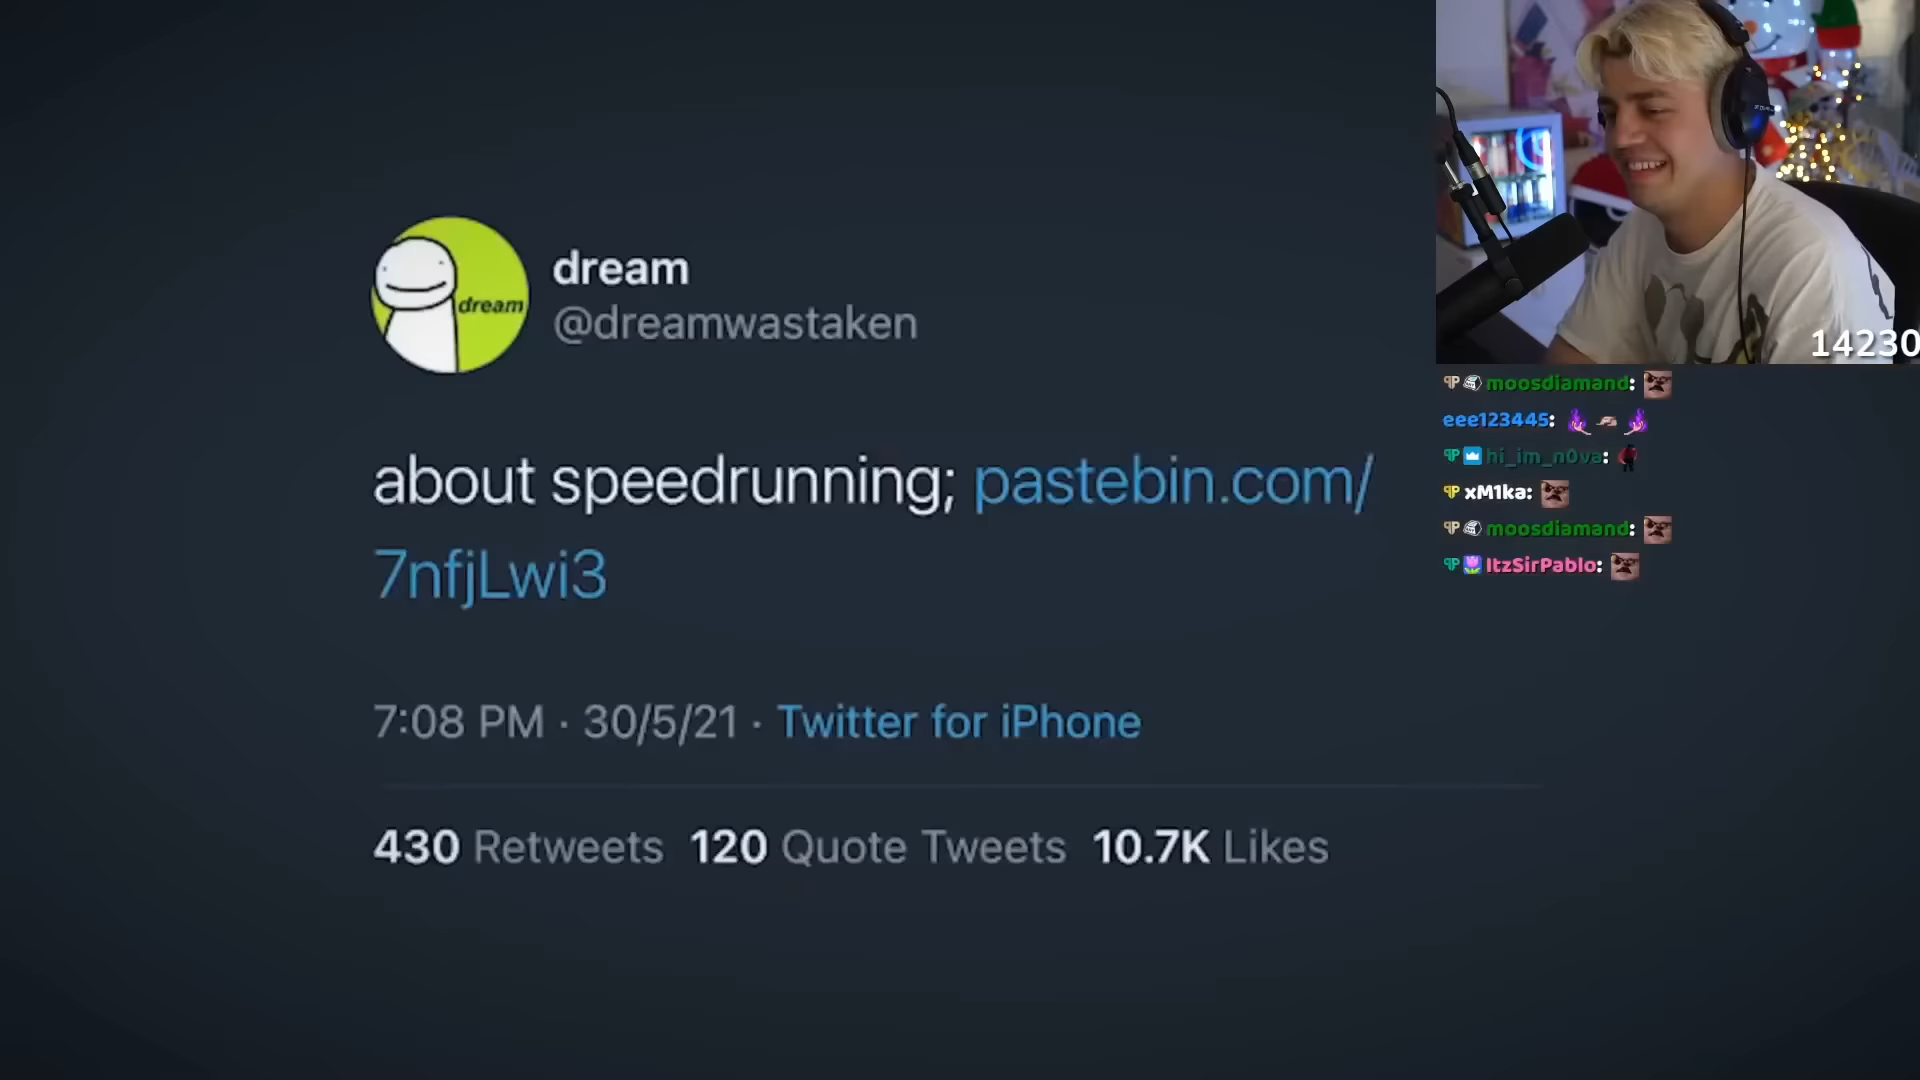 dream
dream
@dreamwastaken
about speedrunning; pastebin.com/
7nfjLwi3
7:08 PM · 30/5/21 · Twitter for iPhone
430 Retweets 120 Quote Tweets 10.7K Likes
14230
moosdiamand:
eee123445:
hi_im_n0va:
xM1ka:
moosdiamand:
ItzSirPablo: